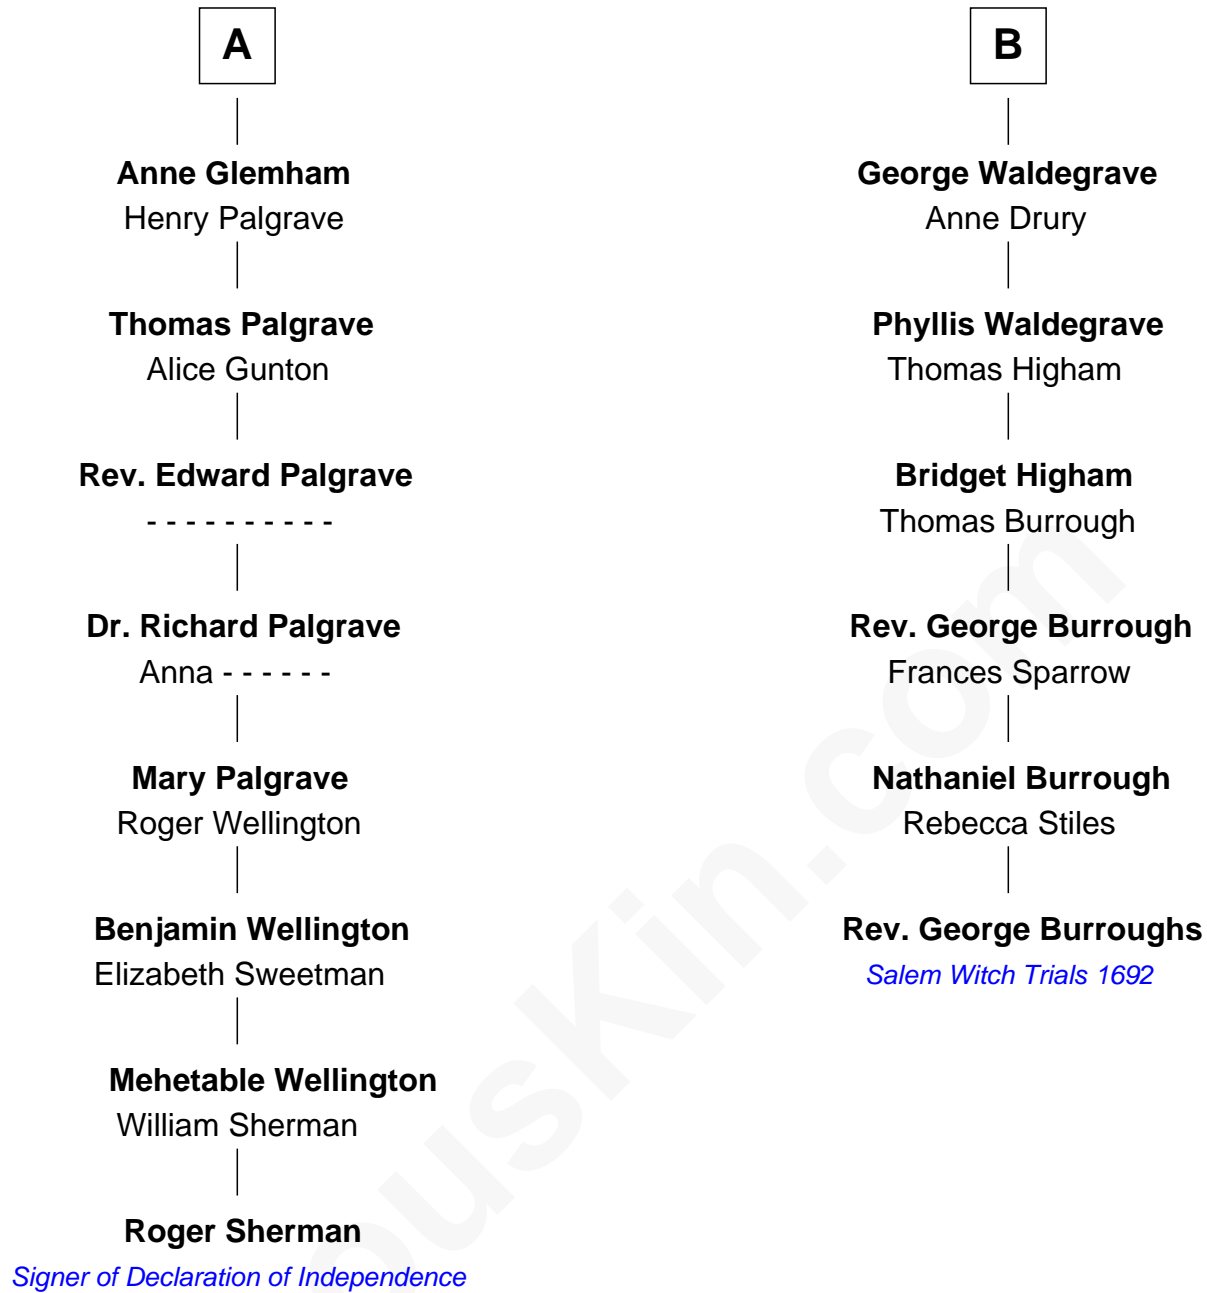 A
Anne Glemham
Henry Palgrave
Thomas Palgrave
Alice Gunton
Rev. Edward Palgrave
- - - - - - - - - -
Dr. Richard Palgrave
Anna - - - - - -
Mary Palgrave
Roger Wellington
Benjamin Wellington
Elizabeth Sweetman
Mehetable Wellington
William Sherman
Roger Sherman
Signer of Declaration of Independence
B
George Waldegrave
Anne Drury
Phyllis Waldegrave
Thomas Higham
Bridget Higham
Thomas Burrough
Rev. George Burrough
Frances Sparrow
Nathaniel Burrough
Rebecca Stiles
Rev. George Burroughs
Salem Witch Trials 1692
ousKin.com